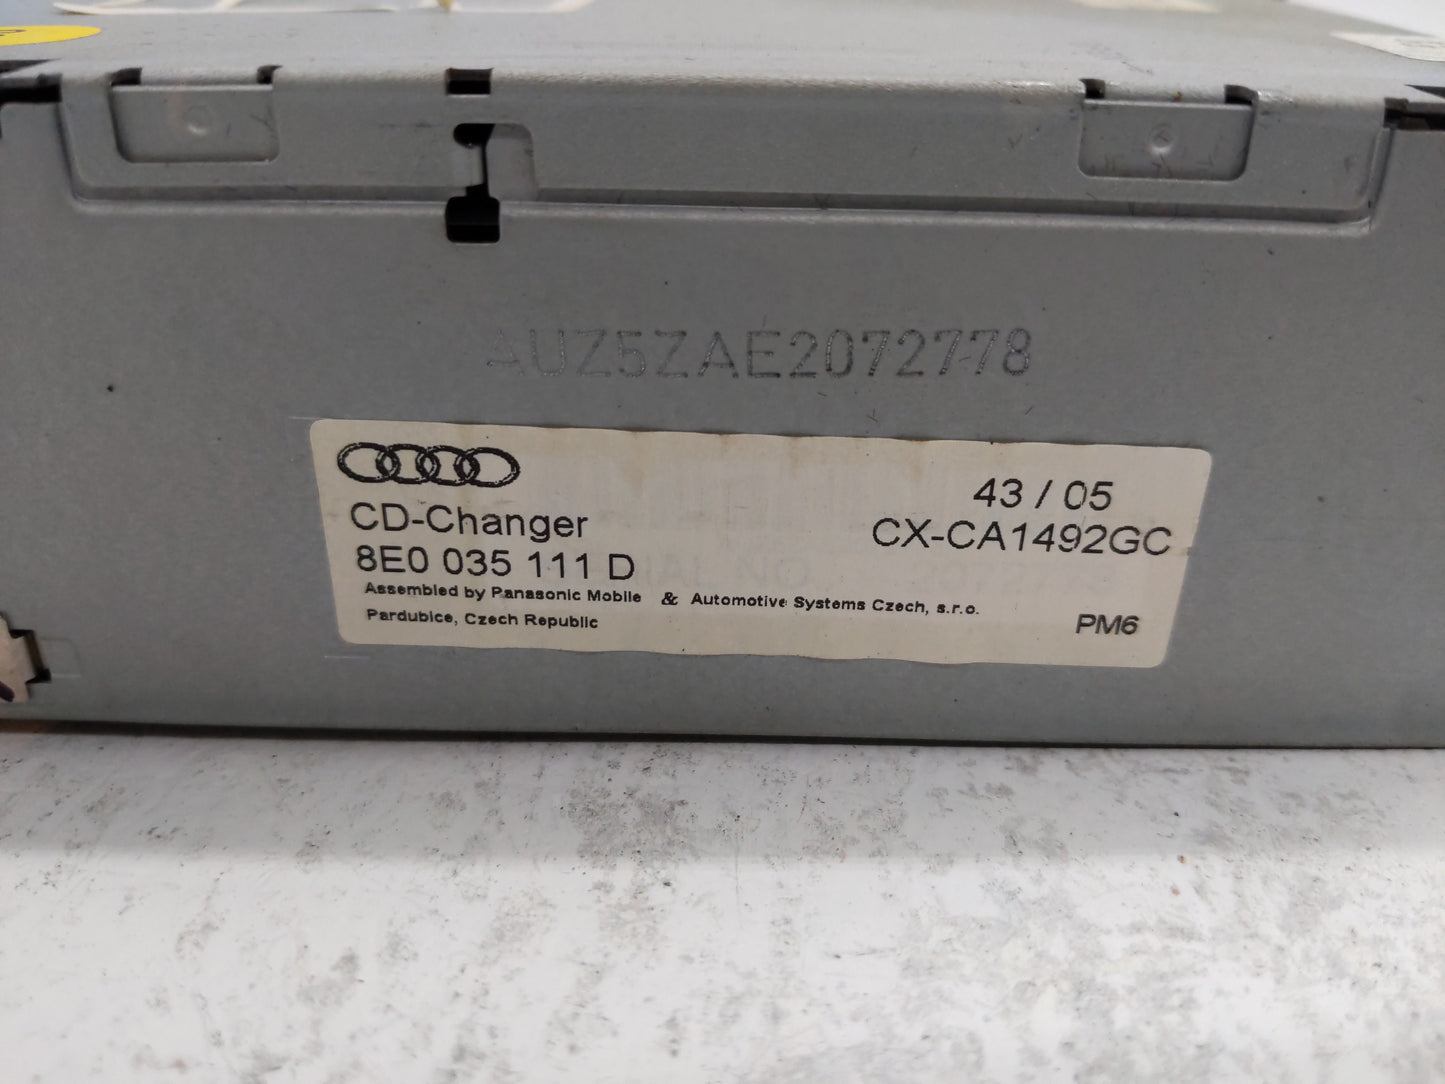 AUZ5ZAE2072778
43 / 05
CD-Changer
CX-CA1492GC
8E0 035 111 D
Assembled by Panasonic Mobile & Automotive Systems Czech, s.r.o.
Pardubice, Czech Republic
PM6